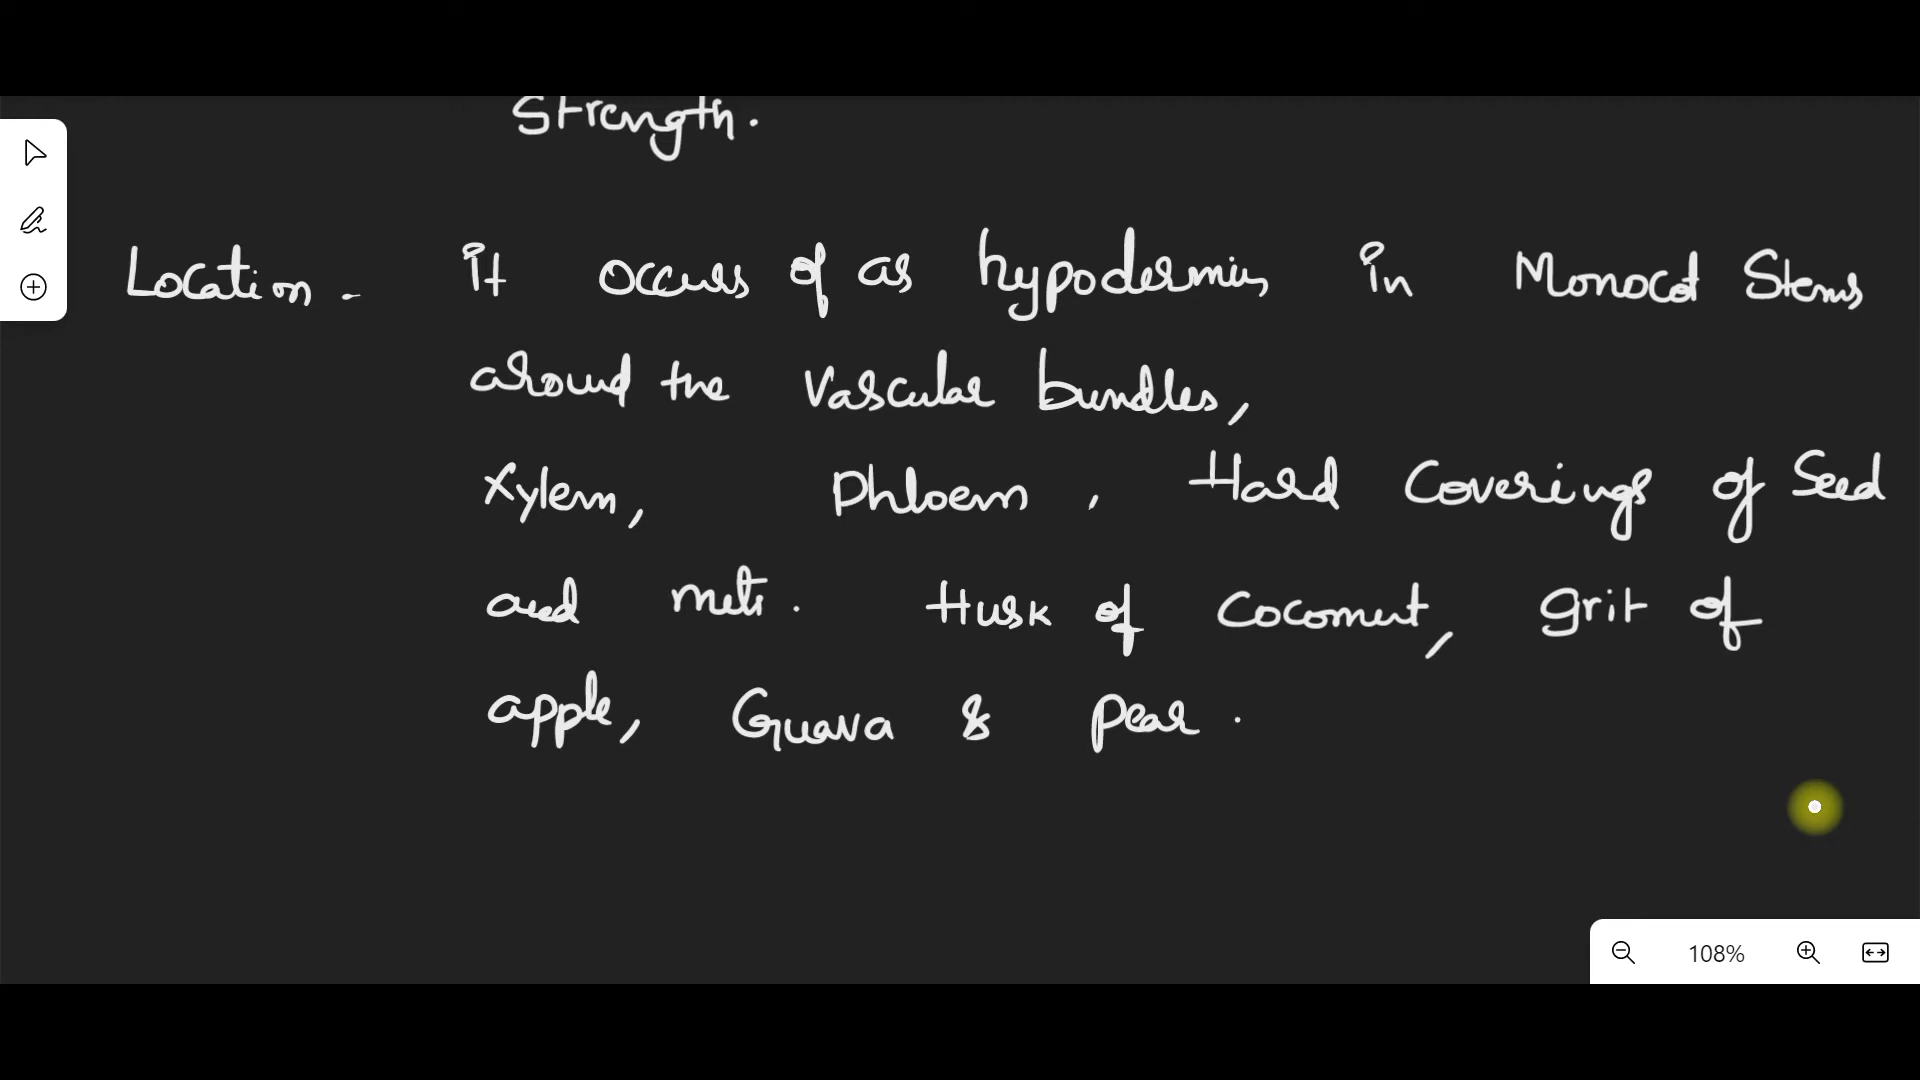 Strength.
Location - it occurs of as hypodermis in Monocot Stems
around the Vascular bundles,
Xylem, Phloem, Hard Coverings of Seed
and nuts. Husk of Coconut, grit of
apple, Guava & pear.
108%